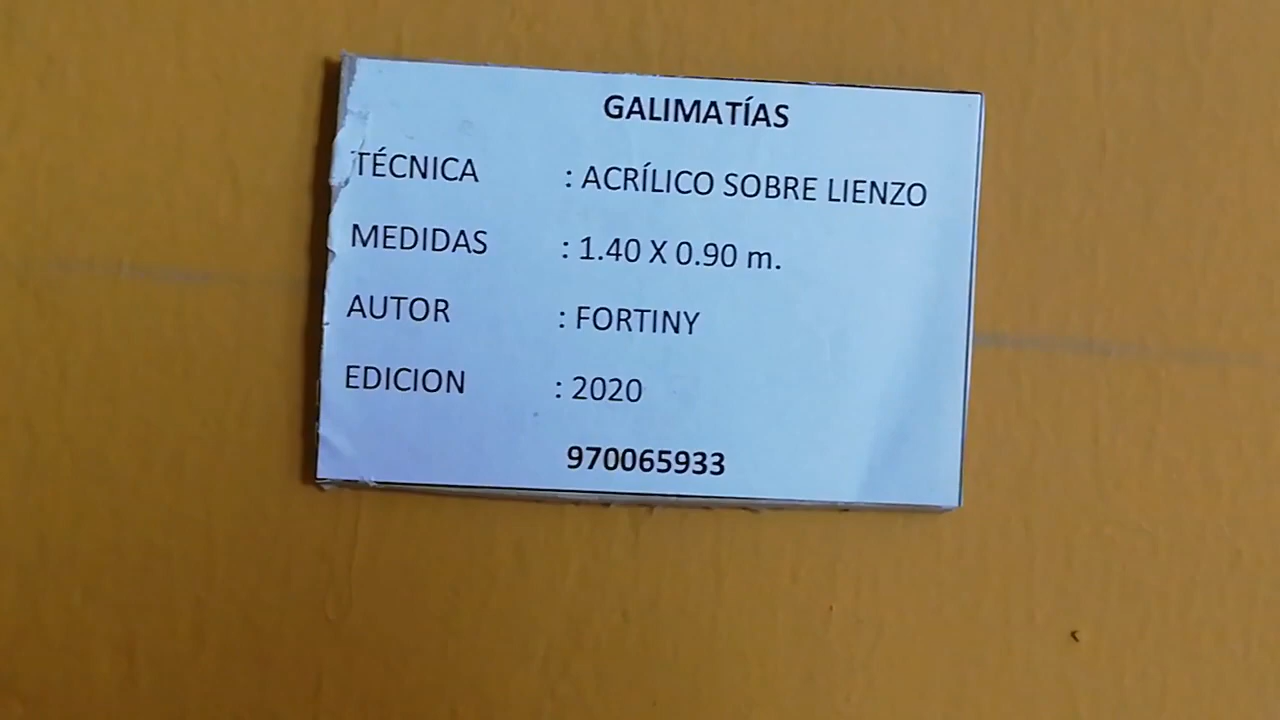 GALIMATÍAS
TÉCNICA : ACRÍLICO SOBRE LIENZO
MEDIDAS : 1.40 X 0.90 m.
AUTOR : FORTINY
EDICION : 2020
970065933